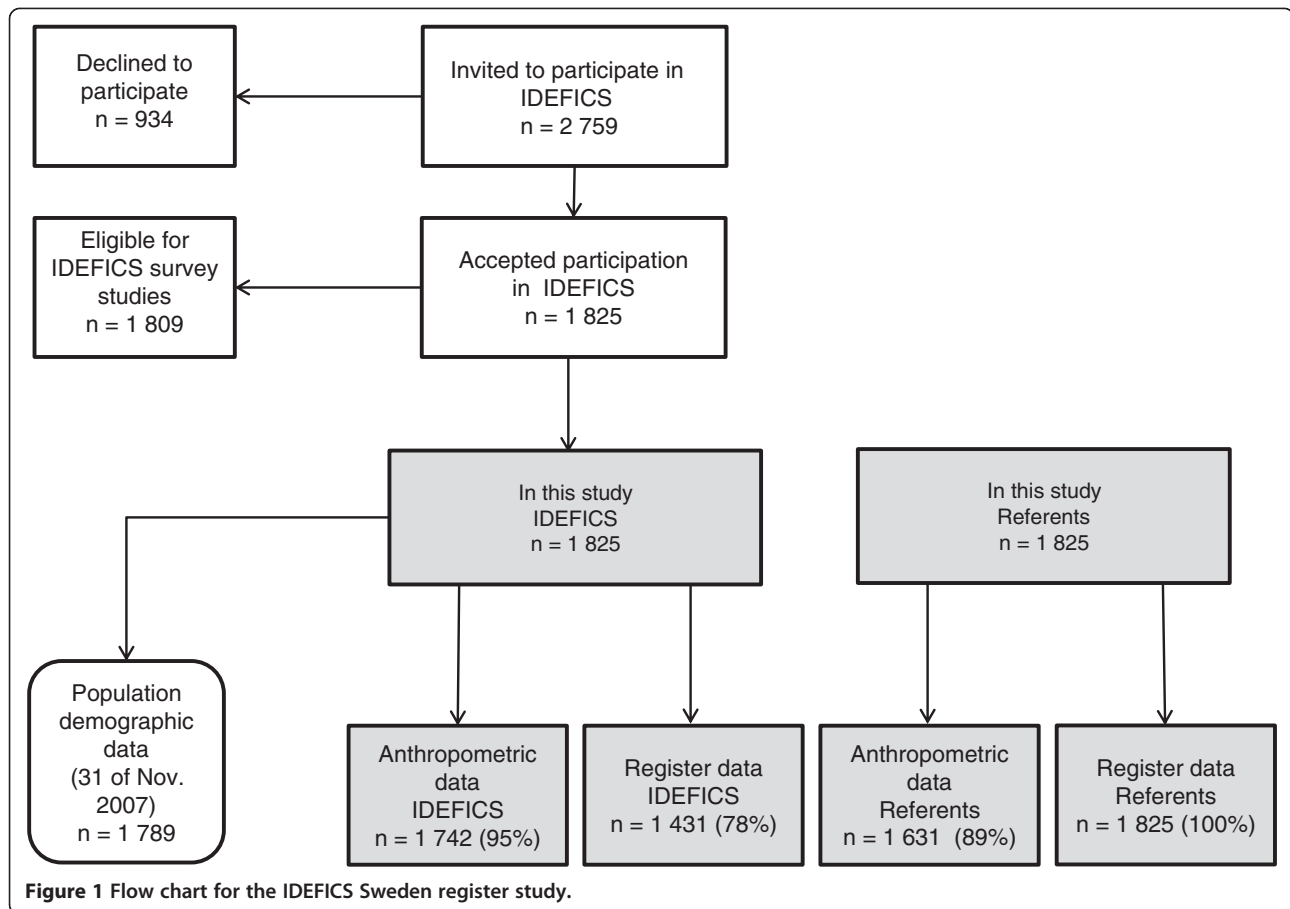 Declined to
participate
n = 934
Invited to participate in
IDEFICS
n = 2 759
Eligible for
IDEFICS survey
studies
n = 1 809
Accepted participation
in IDEFICS
n = 1 825
In this study
IDEFICS
n = 1 825
In this study
Referents
n = 1 825
Population
demographic
data
(31 of Nov.
2007)
n = 1 789
Anthropometric
data
IDEFICS
n = 1 742 (95%)
Register data
IDEFICS
n = 1 431 (78%)
Anthropometric
data
Referents
n = 1 631 (89%)
Register data
Referents
n = 1 825 (100%)
Figure 1 Flow chart for the IDEFICS Sweden register study.